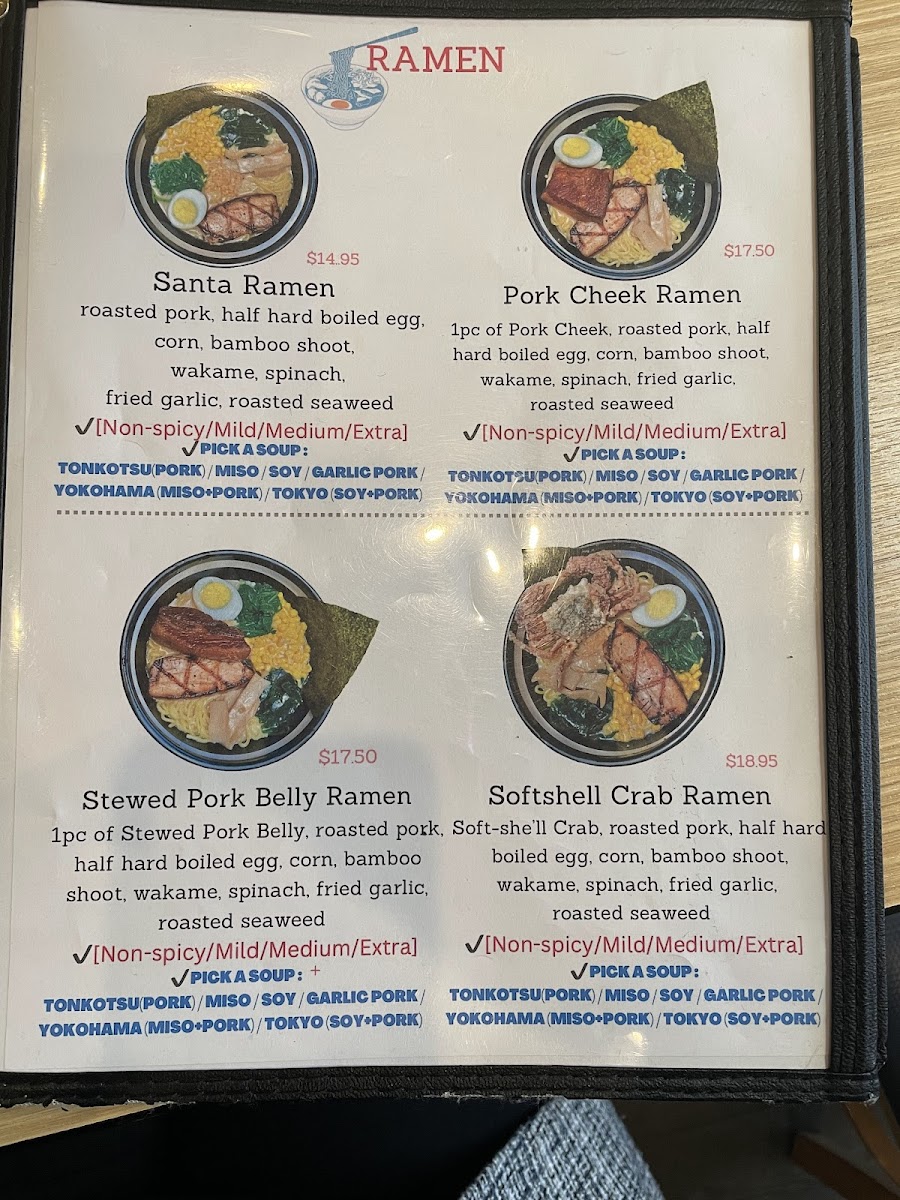 RAMEN
$14.95
Santa Ramen
roasted pork, half hard boiled egg,
corn, bamboo shoot,
wakame, spinach,
fried garlic, roasted seaweed
✓[Non-spicy/Mild/Medium/Extra]
✓PICK A SOUP:
TONKOTSU(PORK) / MISO / SOY / GARLIC PORK /
YOKOHAMA (MISO+PORK) / TOKYO (SOY+PORK)
$17.50
Pork Cheek Ramen
1pc of Pork Cheek, roasted pork, half
hard boiled egg, corn, bamboo shoot,
wakame, spinach, fried garlic,
roasted seaweed
✓[Non-spicy/Mild/Medium/Extra]
✓PICK A SOUP:
TONKOTSU(PORK) / MISO / SOY / GARLIC PORK /
YOKOHAMA (MISO+PORK) / TOKYO (SOY+PORK)
$17.50
Stewed Pork Belly Ramen
1pc of Stewed Pork Belly, roasted pork,
half hard boiled egg, corn, bamboo
shoot, wakame, spinach, fried garlic,
roasted seaweed
✓[Non-spicy/Mild/Medium/Extra]
✓PICK A SOUP: +
TONKOTSU(PORK) / MISO / SOY / GARLIC PORK /
YOKOHAMA (MISO+PORK) / TOKYO (SOY+PORK)
$18.95
Softshell Crab Ramen
Soft-she'll Crab, roasted pork, half hard
boiled egg, corn, bamboo shoot,
wakame, spinach, fried garlic,
roasted seaweed
✓[Non-spicy/Mild/Medium/Extra]
✓PICK A SOUP:
TONKOTSU(PORK) / MISO / SOY / GARLIC PORK /
YOKOHAMA (MISO+PORK) / TOKYO (SOY+PORK)